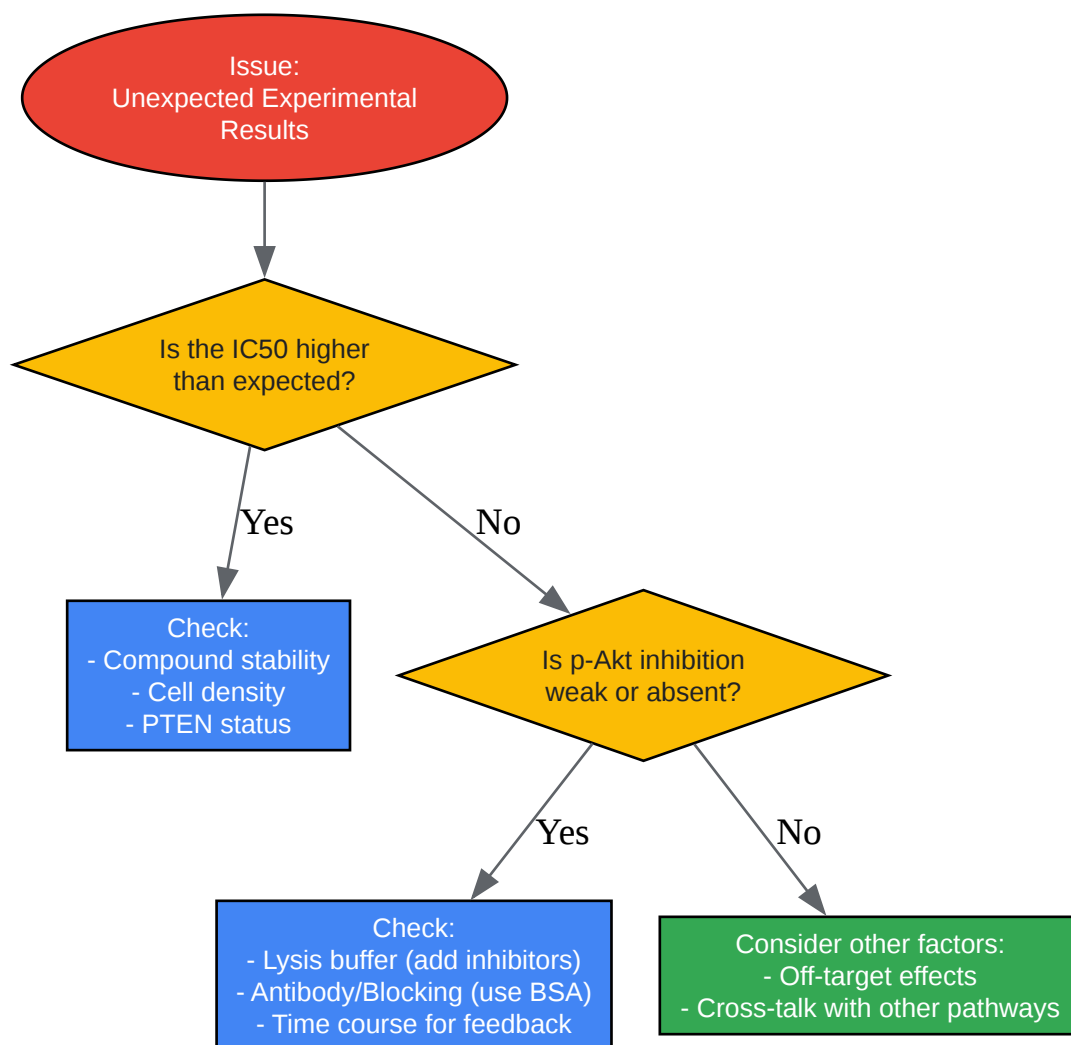 Issue:
Unexpected Experimental
Results
Is the IC50 higher
than expected?
Yes
No
Check:
- Compound stability
- Cell density
- PTEN status
Is p-Akt inhibition
weak or absent?
Yes
No
Check:
- Lysis buffer (add inhibitors)
- Antibody/Blocking (use BSA)
- Time course for feedback
Consider other factors:
- Off-target effects
- Cross-talk with other pathways